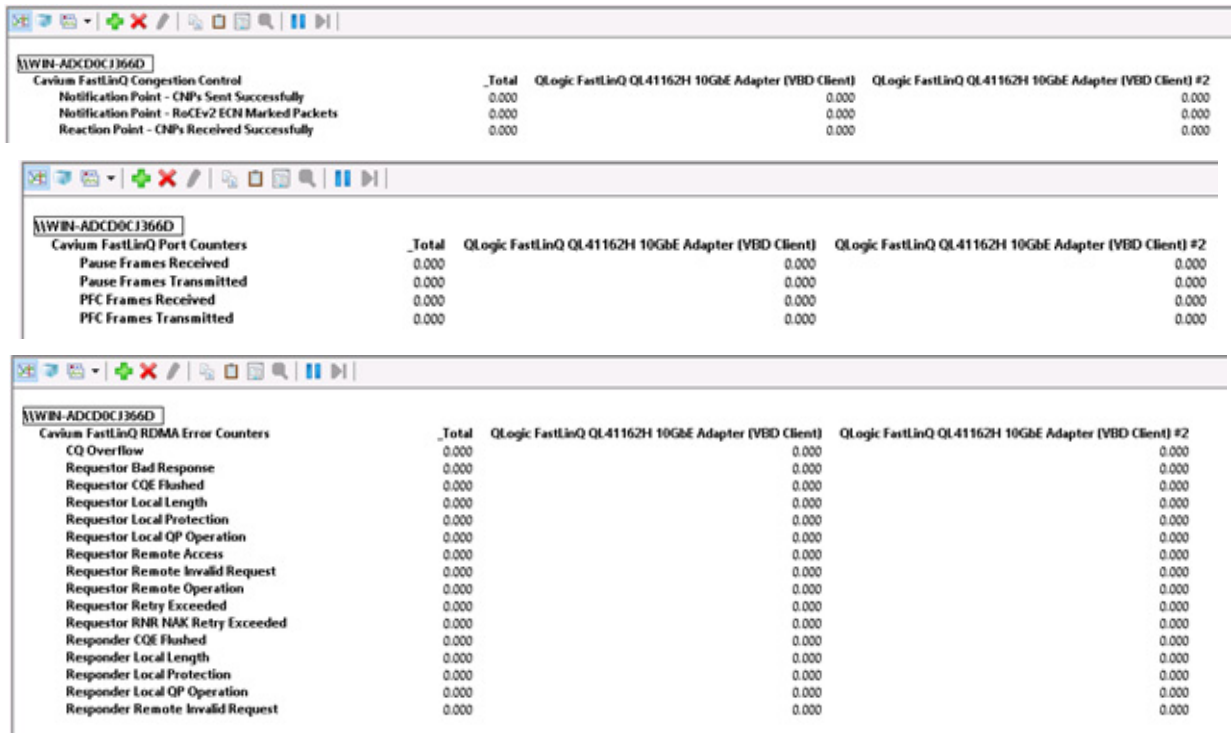 \\WIN-ADCD0CJ366D
Cavium FastLinQ Congestion Control _Total QLogic FastLinQ QL41162H 10GbE Adapter (VBD Client) QLogic FastLinQ QL41162H 10GbE Adapter (VBD Client) #2
Notification Point - CNPs Sent Successfully 0.000 0.000 0.000
Notification Point - RoCEv2 ECN Marked Packets 0.000 0.000 0.000
Reaction Point - CNPs Received Successfully 0.000 0.000 0.000
\\WIN-ADCD0CJ366D
Cavium FastLinQ Port Counters _Total QLogic FastLinQ QL41162H 10GbE Adapter (VBD Client) QLogic FastLinQ QL41162H 10GbE Adapter (VBD Client) #2
Pause Frames Received 0.000 0.000 0.000
Pause Frames Transmitted 0.000 0.000 0.000
PFC Frames Received 0.000 0.000 0.000
PFC Frames Transmitted 0.000 0.000 0.000
\\WIN-ADCD0CJ366D
Cavium FastLinQ RDMA Error Counters _Total QLogic FastLinQ QL41162H 10GbE Adapter (VBD Client) QLogic FastLinQ QL41162H 10GbE Adapter (VBD Client) #2
CQ Overflow 0.000 0.000 0.000
Requestor Bad Response 0.000 0.000 0.000
Requestor CQE Flushed 0.000 0.000 0.000
Requestor Local Length 0.000 0.000 0.000
Requestor Local Protection 0.000 0.000 0.000
Requestor Local QP Operation 0.000 0.000 0.000
Requestor Remote Access 0.000 0.000 0.000
Requestor Remote Invalid Request 0.000 0.000 0.000
Requestor Remote Operation 0.000 0.000 0.000
Requestor Retry Exceeded 0.000 0.000 0.000
Requestor RNR NAK Retry Exceeded 0.000 0.000 0.000
Responder CQE Flushed 0.000 0.000 0.000
Responder Local Length 0.000 0.000 0.000
Responder Local Protection 0.000 0.000 0.000
Responder Local QP Operation 0.000 0.000 0.000
Responder Remote Invalid Request 0.000 0.000 0.000